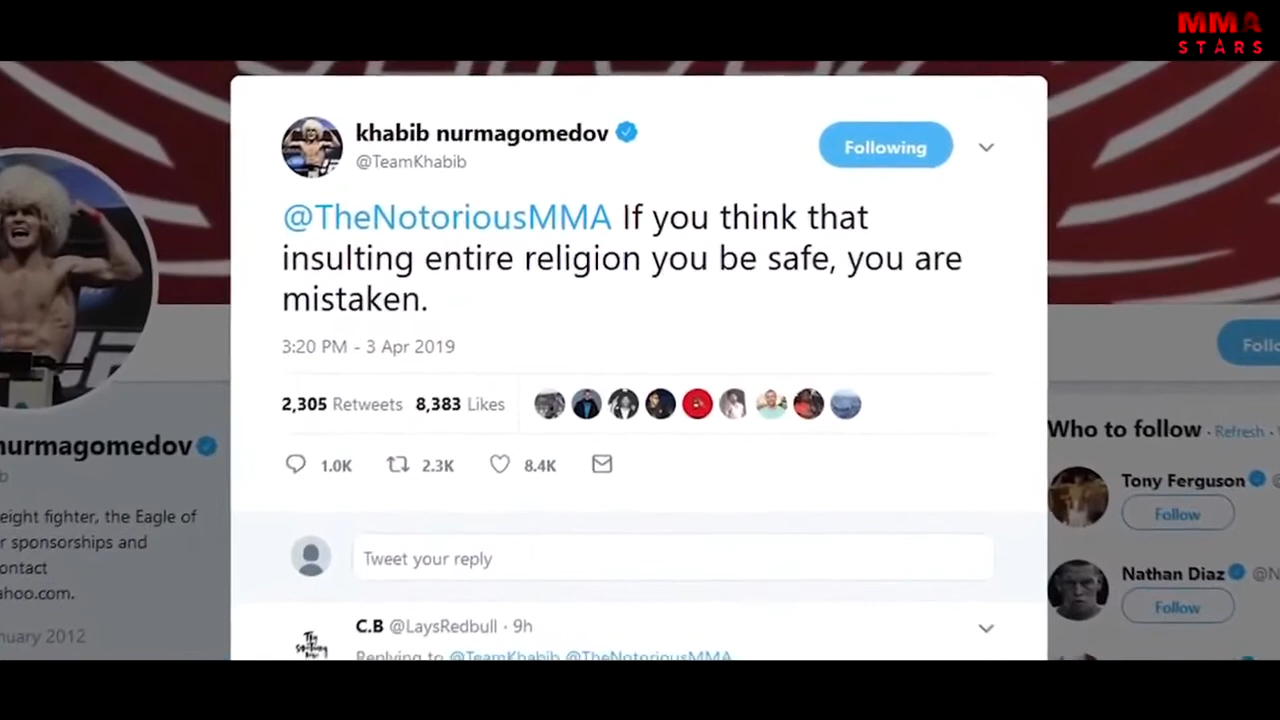 MMA
STARS
khabib nurmagomedov
@TeamKhabib
Following
@TheNotoriousMMA If you think that
insulting entire religion you be safe, you are
mistaken.
3:20 PM - 3 Apr 2019
2,305 Retweets 8,383 Likes
1.0K 2.3K 8.4K
Tweet your reply
C.B @LaysRedbull · 9h
Replying to @TeamKhabib @TheNotoriousMMA
nurmagomedov
eight fighter, the Eagle of
r sponsorships and
ontact
ahoo.com.
nuary 2012
Follo
Who to follow · Refresh ·
Tony Ferguson
Follow
Nathan Diaz @N
Follow